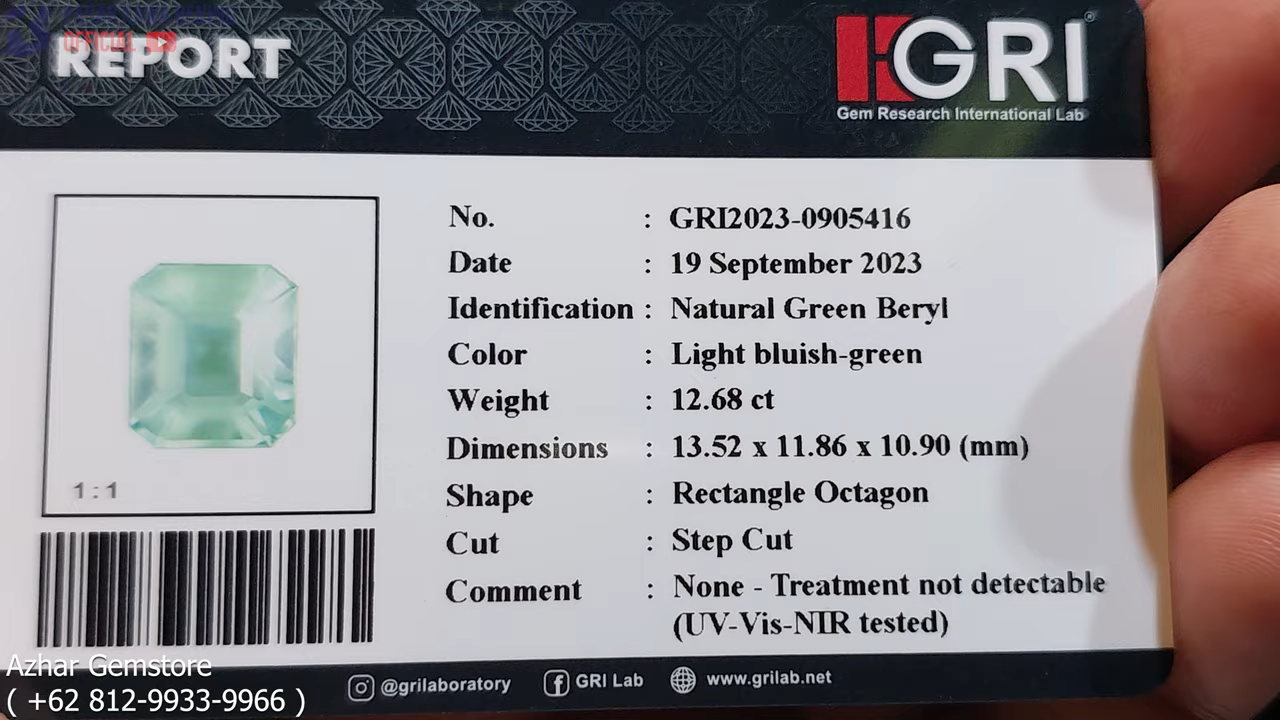 OFFICIAL
REPORT
GRI
Gem Research International Lab
No. : GRI2023-0905416
Date : 19 September 2023
Identification : Natural Green Beryl
Color : Light bluish-green
Weight : 12.68 ct
Dimensions : 13.52 x 11.86 x 10.90 (mm)
Shape : Rectangle Octagon
Cut : Step Cut
Comment : None - Treatment not detectable
(UV-Vis-NIR tested)
1 : 1
@grilaboratory GRI Lab www.grilab.net
Azhar Gemstore
( +62 812-9933-9966 )